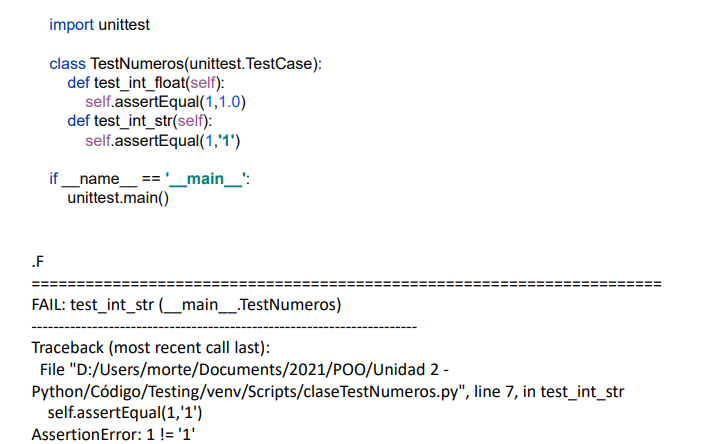 import unittest
class TestNumeros(unittest.TestCase):
def test_int_float(self):
self.assertEqual(1,1.0)
def test_int_str(self):
self.assertEqual(1,'1')
if __name__ == '__main__':
unittest.main()
.F
======================================================================
FAIL: test_int_str (__main__.TestNumeros)
----------------------------------------------------------------------
Traceback (most recent call last):
File "D:/Users/morte/Documents/2021/POO/Unidad 2 -
Python/Código/Testing/venv/Scripts/claseTestNumeros.py", line 7, in test_int_str
self.assertEqual(1,'1')
AssertionError: 1 != '1'